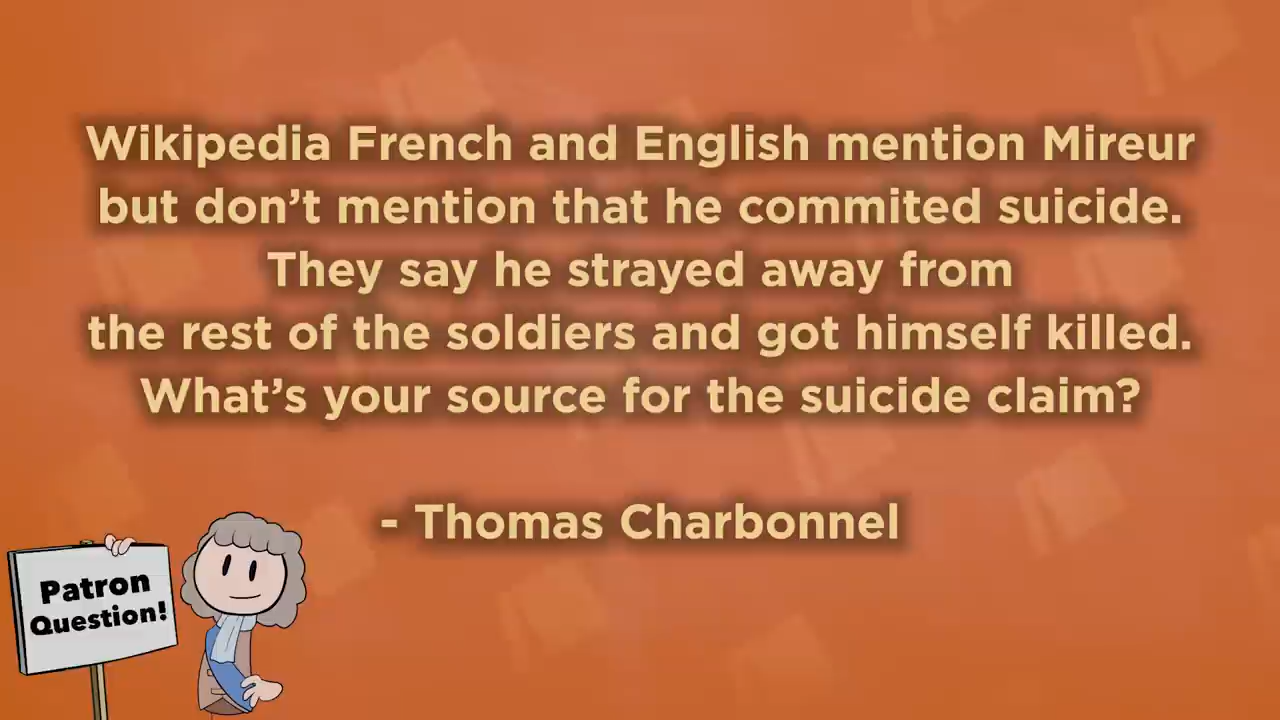 Wikipedia French and English mention Mireur
but don’t mention that he commited suicide.
They say he strayed away from
the rest of the soldiers and got himself killed.
What’s your source for the suicide claim?
- Thomas Charbonnel
Patron
Question!